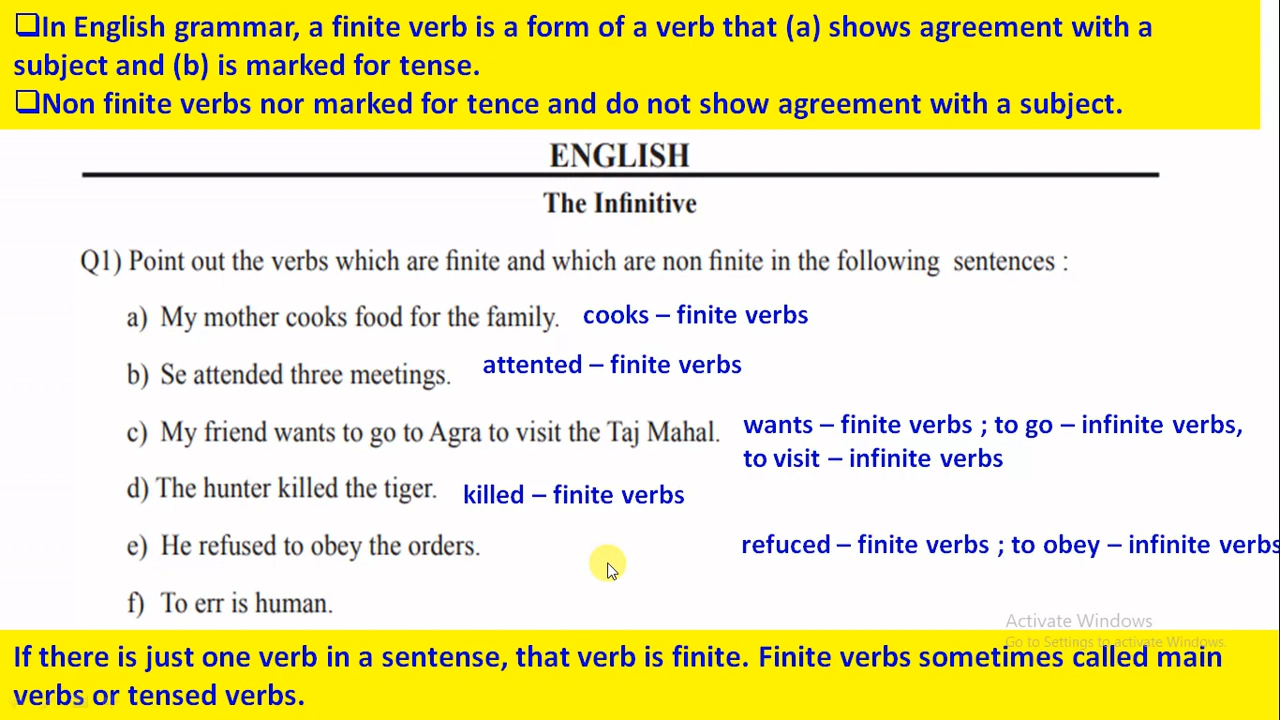 ❑In English grammar, a finite verb is a form of a verb that (a) shows agreement with a
subject and (b) is marked for tense.
❑Non finite verbs nor marked for tence and do not show agreement with a subject.
ENGLISH
The Infinitive
Q1) Point out the verbs which are finite and which are non finite in the following sentences :
a) My mother cooks food for the family. cooks – finite verbs
b) Se attended three meetings. attented – finite verbs
c) My friend wants to go to Agra to visit the Taj Mahal. wants – finite verbs ; to go – infinite verbs,
to visit – infinite verbs
d) The hunter killed the tiger. killed – finite verbs
e) He refused to obey the orders. refuced – finite verbs ; to obey – infinite verbs
f) To err is human.
Activate Windows
Go to Settings to activate Windows.
If there is just one verb in a sentence, that verb is finite. Finite verbs sometimes called main
verbs or tensed verbs.